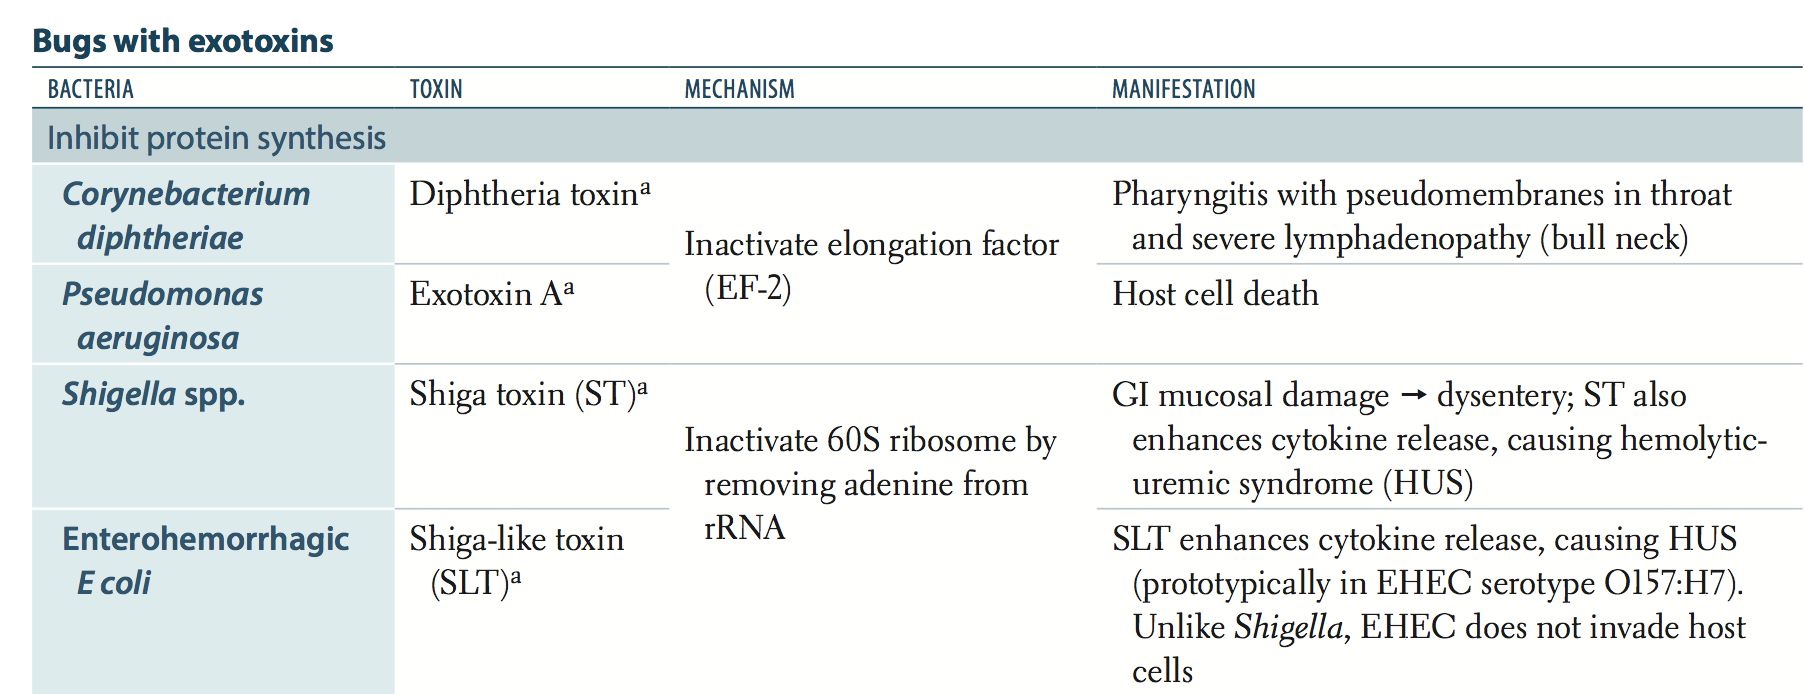 Bugs with exotoxins
BACTERIA TOXIN MECHANISM MANIFESTATION
Inhibit protein synthesis
Corynebacterium
diphtheriae
Diphtheria toxinᵃ
Inactivate elongation factor
(EF-2)
Pharyngitis with pseudomembranes in throat
and severe lymphadenopathy (bull neck)
Pseudomonas
aeruginosa
Exotoxin Aᵃ
Host cell death
Shigella spp.
Shiga toxin (ST)ᵃ
Inactivate 60S ribosome by
removing adenine from
rRNA
GI mucosal damage → dysentery; ST also
enhances cytokine release, causing hemolytic-
uremic syndrome (HUS)
Enterohemorrhagic
E coli
Shiga-like toxin
(SLT)ᵃ
SLT enhances cytokine release, causing HUS
(prototypically in EHEC serotype O157:H7).
Unlike Shigella, EHEC does not invade host
cells